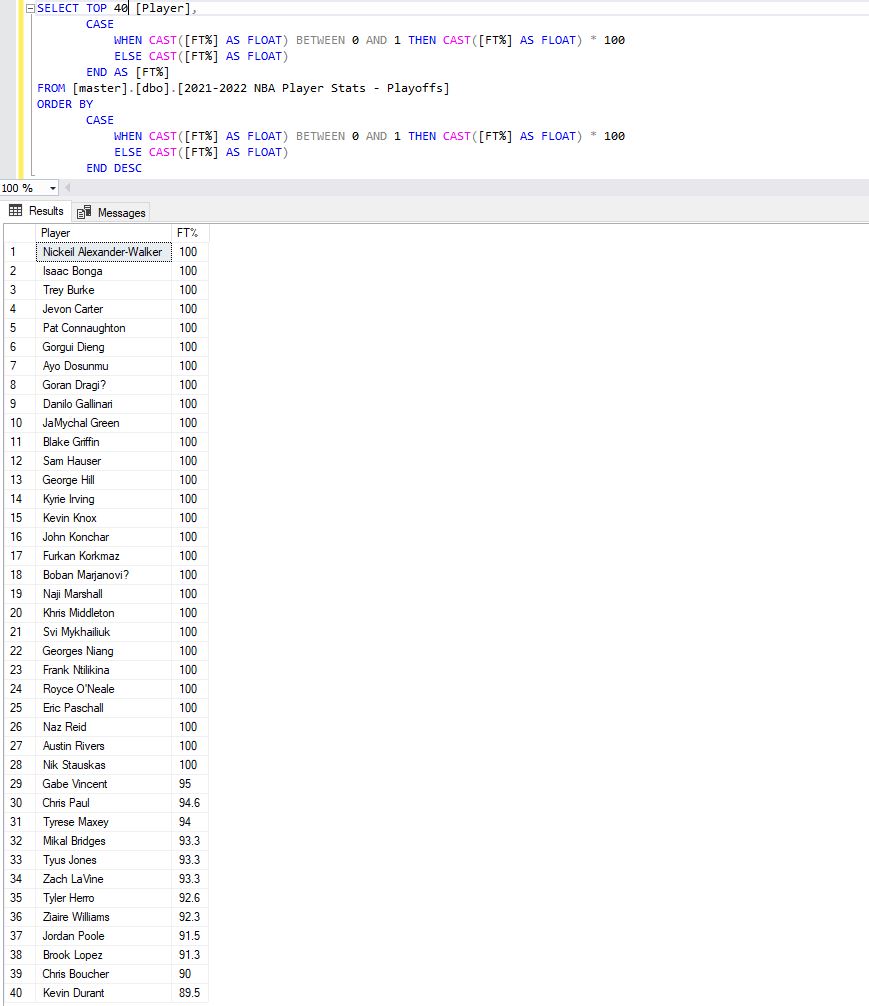 SELECT TOP 40 [Player],
CASE
WHEN CAST([FT%] AS FLOAT) BETWEEN 0 AND 1 THEN CAST([FT%] AS FLOAT) * 100
ELSE CAST([FT%] AS FLOAT)
END AS [FT%]
FROM [master].[dbo].[2021-2022 NBA Player Stats - Playoffs]
ORDER BY
CASE
WHEN CAST([FT%] AS FLOAT) BETWEEN 0 AND 1 THEN CAST([FT%] AS FLOAT) * 100
ELSE CAST([FT%] AS FLOAT)
END DESC
100 %
Results Messages
Player FT%
1 Nickeil Alexander-Walker 100
2 Isaac Bonga 100
3 Trey Burke 100
4 Jevon Carter 100
5 Pat Connaughton 100
6 Gorgui Dieng 100
7 Ayo Dosunmu 100
8 Goran Dragi? 100
9 Danilo Gallinari 100
10 JaMychal Green 100
11 Blake Griffin 100
12 Sam Hauser 100
13 George Hill 100
14 Kyrie Irving 100
15 Kevin Knox 100
16 John Konchar 100
17 Furkan Korkmaz 100
18 Boban Marjanovi? 100
19 Naji Marshall 100
20 Khris Middleton 100
21 Svi Mykhailiuk 100
22 Georges Niang 100
23 Frank Ntilikina 100
24 Royce O'Neale 100
25 Eric Paschall 100
26 Naz Reid 100
27 Austin Rivers 100
28 Nik Stauskas 100
29 Gabe Vincent 95
30 Chris Paul 94.6
31 Tyrese Maxey 94
32 Mikal Bridges 93.3
33 Tyus Jones 93.3
34 Zach LaVine 93.3
35 Tyler Herro 92.6
36 Ziaire Williams 92.3
37 Jordan Poole 91.5
38 Brook Lopez 91.3
39 Chris Boucher 90
40 Kevin Durant 89.5